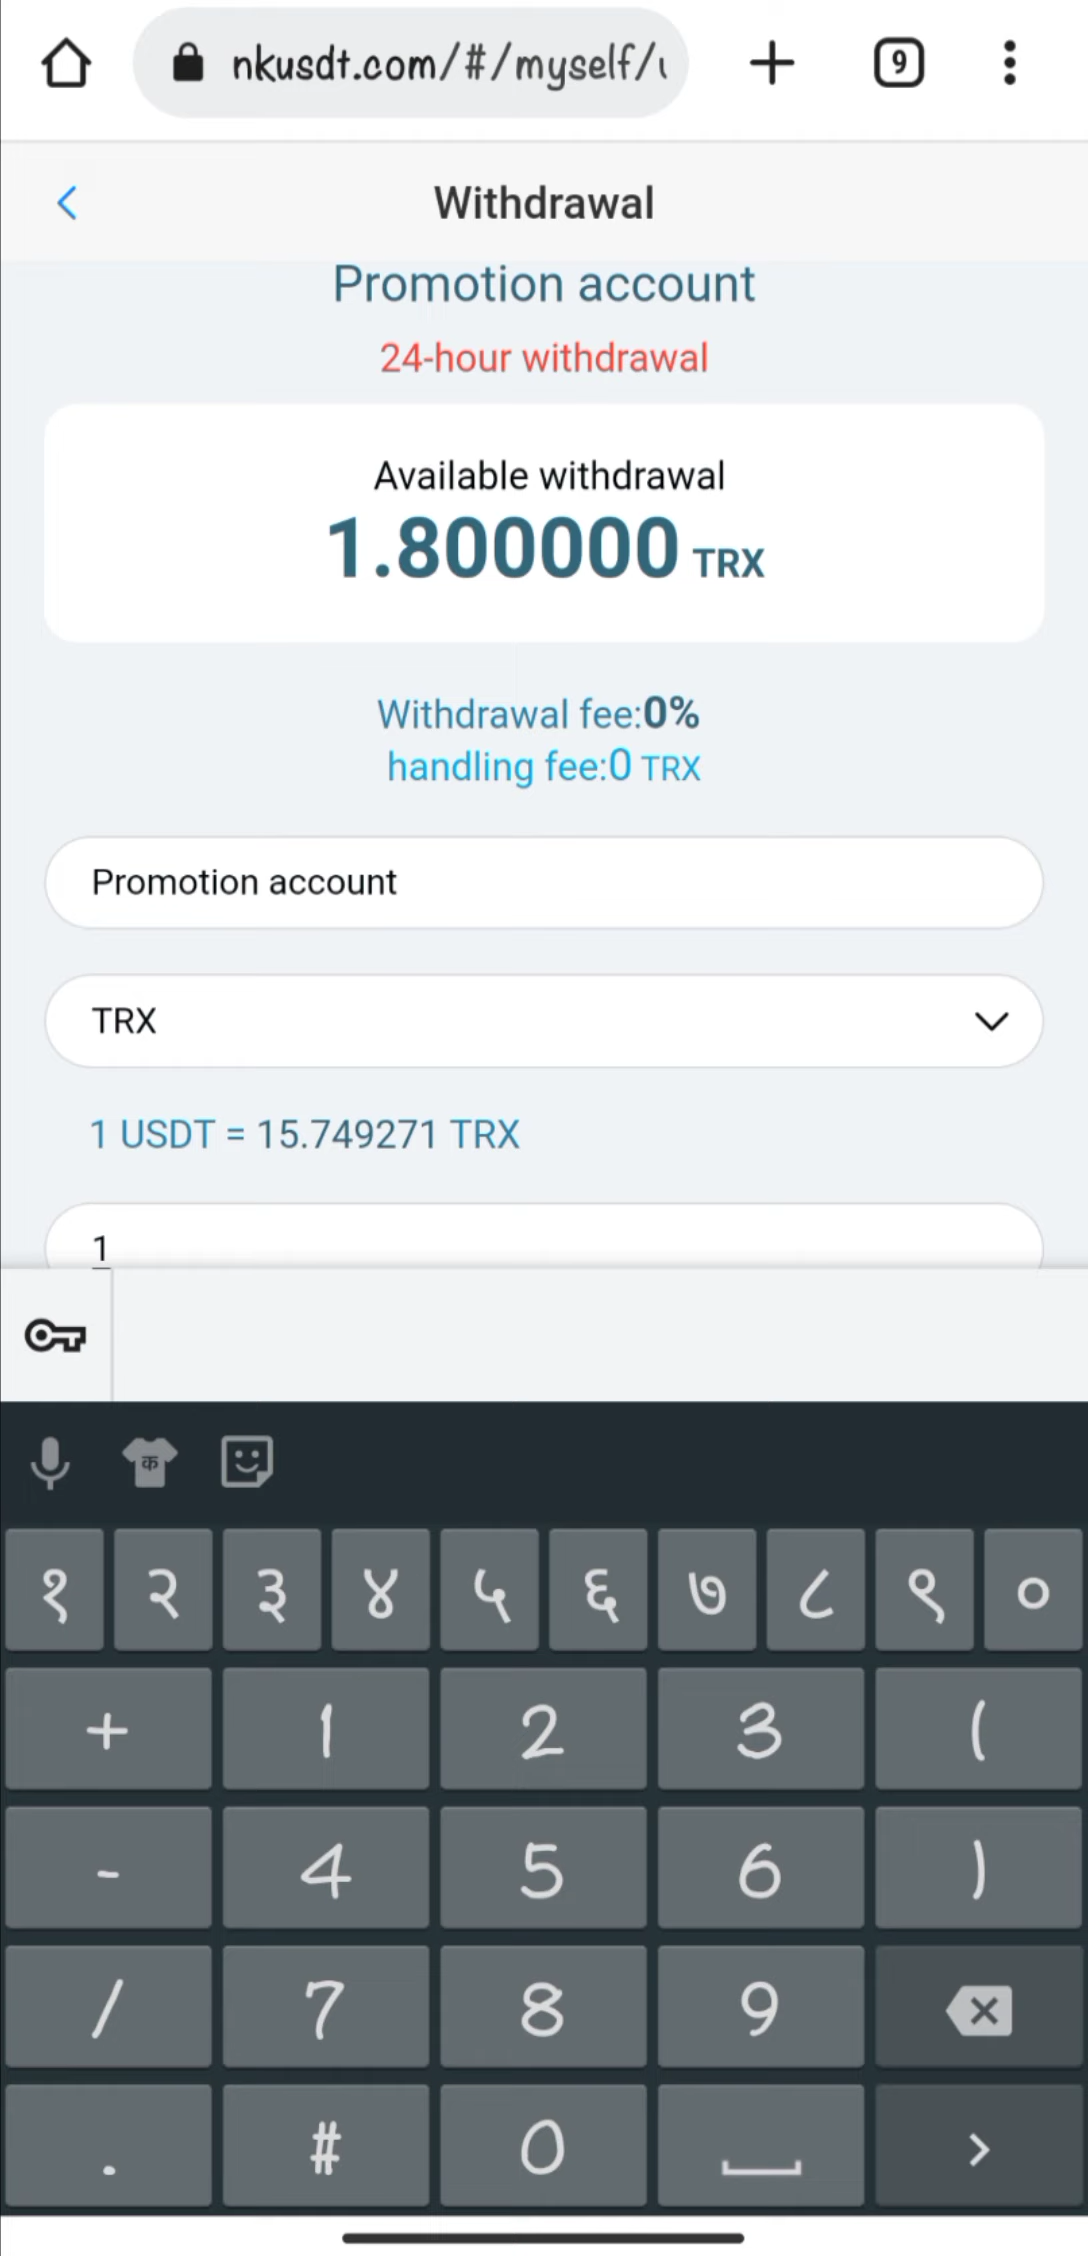 nkusdt.com/#/myself/
9
Withdrawal
Promotion account
24-hour withdrawal
Available withdrawal
1.800000 TRX
Withdrawal fee:0%
handling fee:0 TRX
Promotion account
TRX
1 USDT = 15.749271 TRX
1
क
१ २ ३ ४ ५ ६ ७ ८ ९ ०
+ 1 2 3 (
- 4 5 6 )
/ 7 8 9
. # 0 >